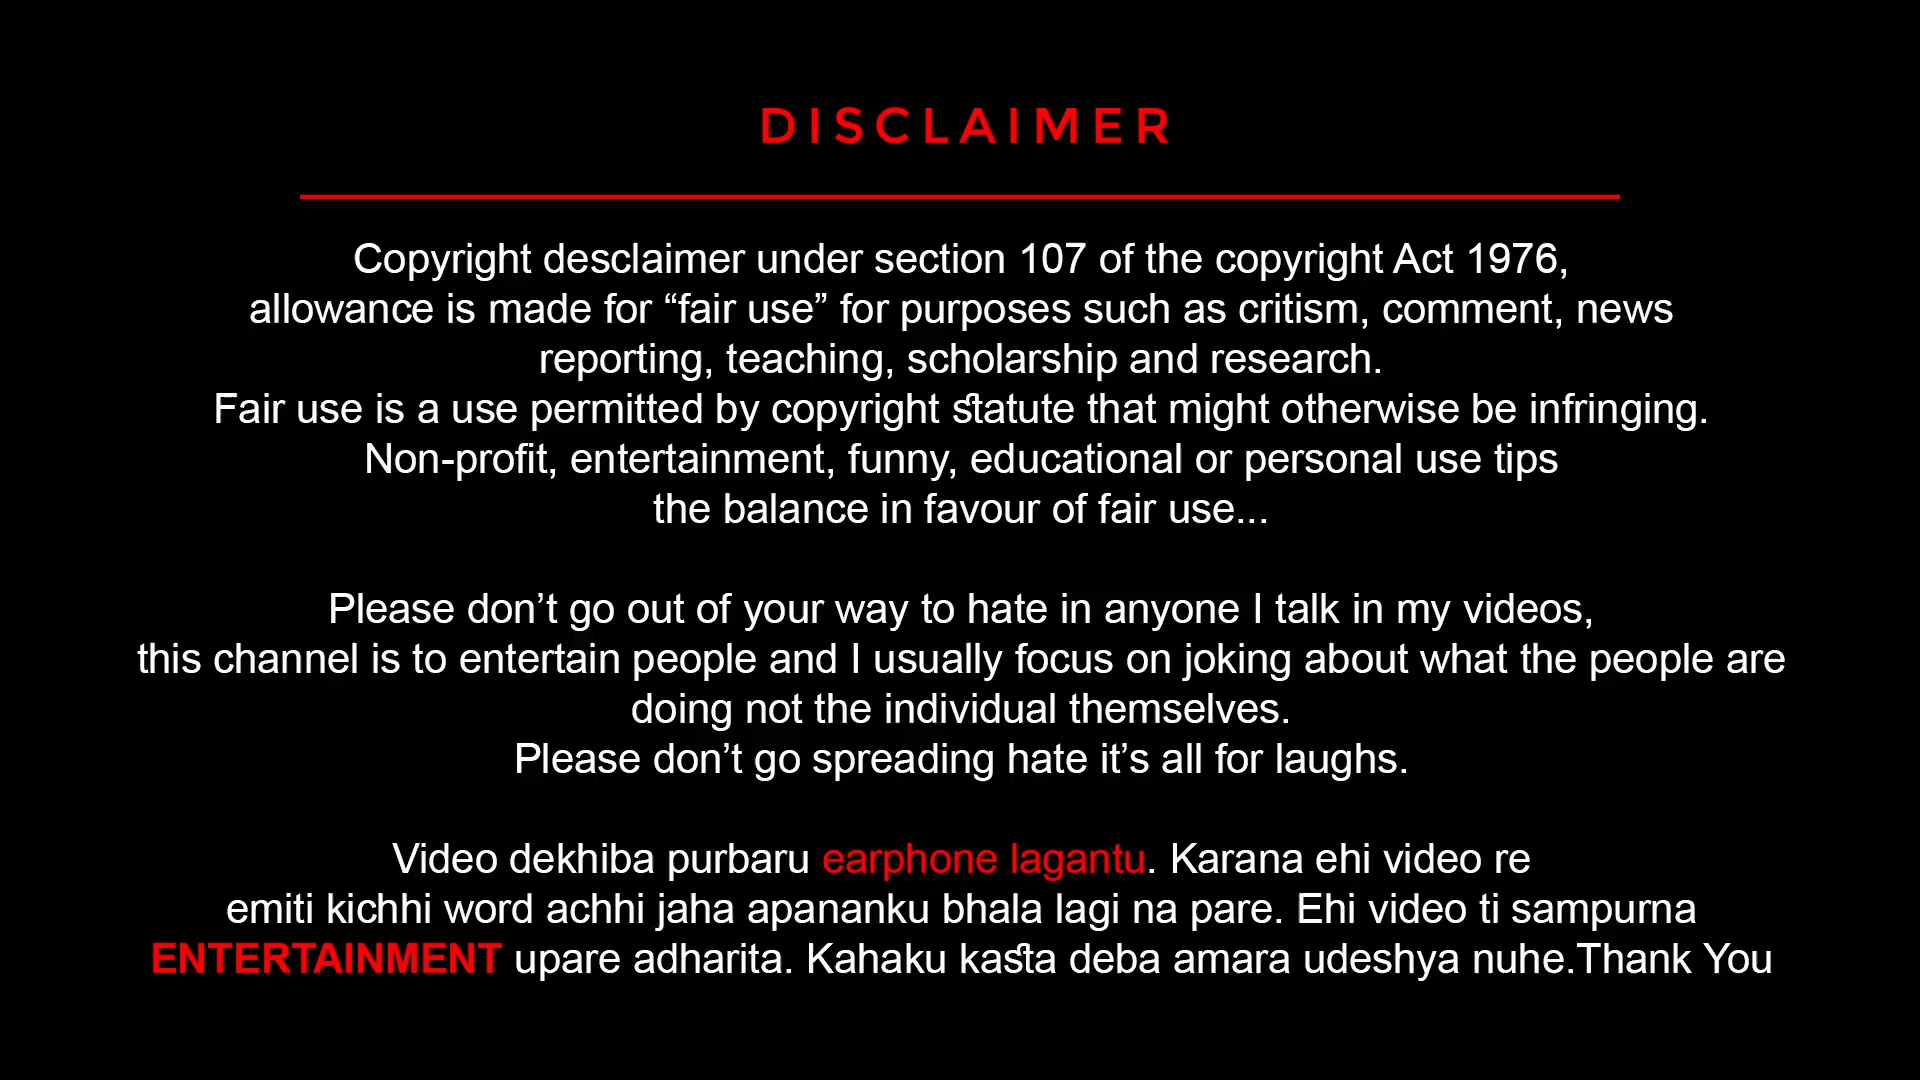 DISCLAIMER
Copyright desclaimer under section 107 of the copyright Act 1976,
allowance is made for “fair use” for purposes such as critism, comment, news
reporting, teaching, scholarship and research.
Fair use is a use permitted by copyright statute that might otherwise be infringing.
Non-profit, entertainment, funny, educational or personal use tips
the balance in favour of fair use...
Please don’t go out of your way to hate in anyone I talk in my videos,
this channel is to entertain people and I usually focus on joking about what the people are
doing not the individual themselves.
Please don’t go spreading hate it’s all for laughs.
Video dekhiba purbaru earphone lagantu. Karana ehi video re
emiti kichhi word achhi jaha apananku bhala lagi na pare. Ehi video ti sampurna
ENTERTAINMENT upare adharita. Kahaku kasta deba amara udeshya nuhe.Thank You